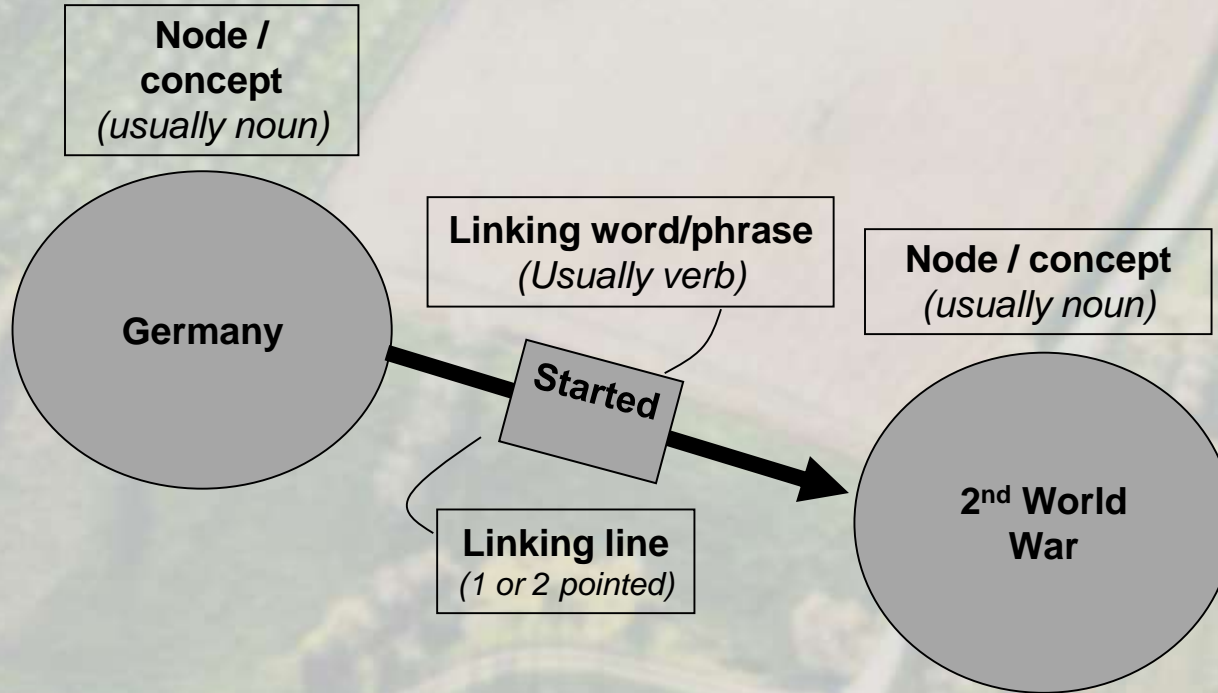 Node /
concept
(usually noun)
Linking word/phrase
(Usually verb)
Node / concept
(usually noun)
Germany
Started
2nd World
War
Linking line
(1 or 2 pointed)